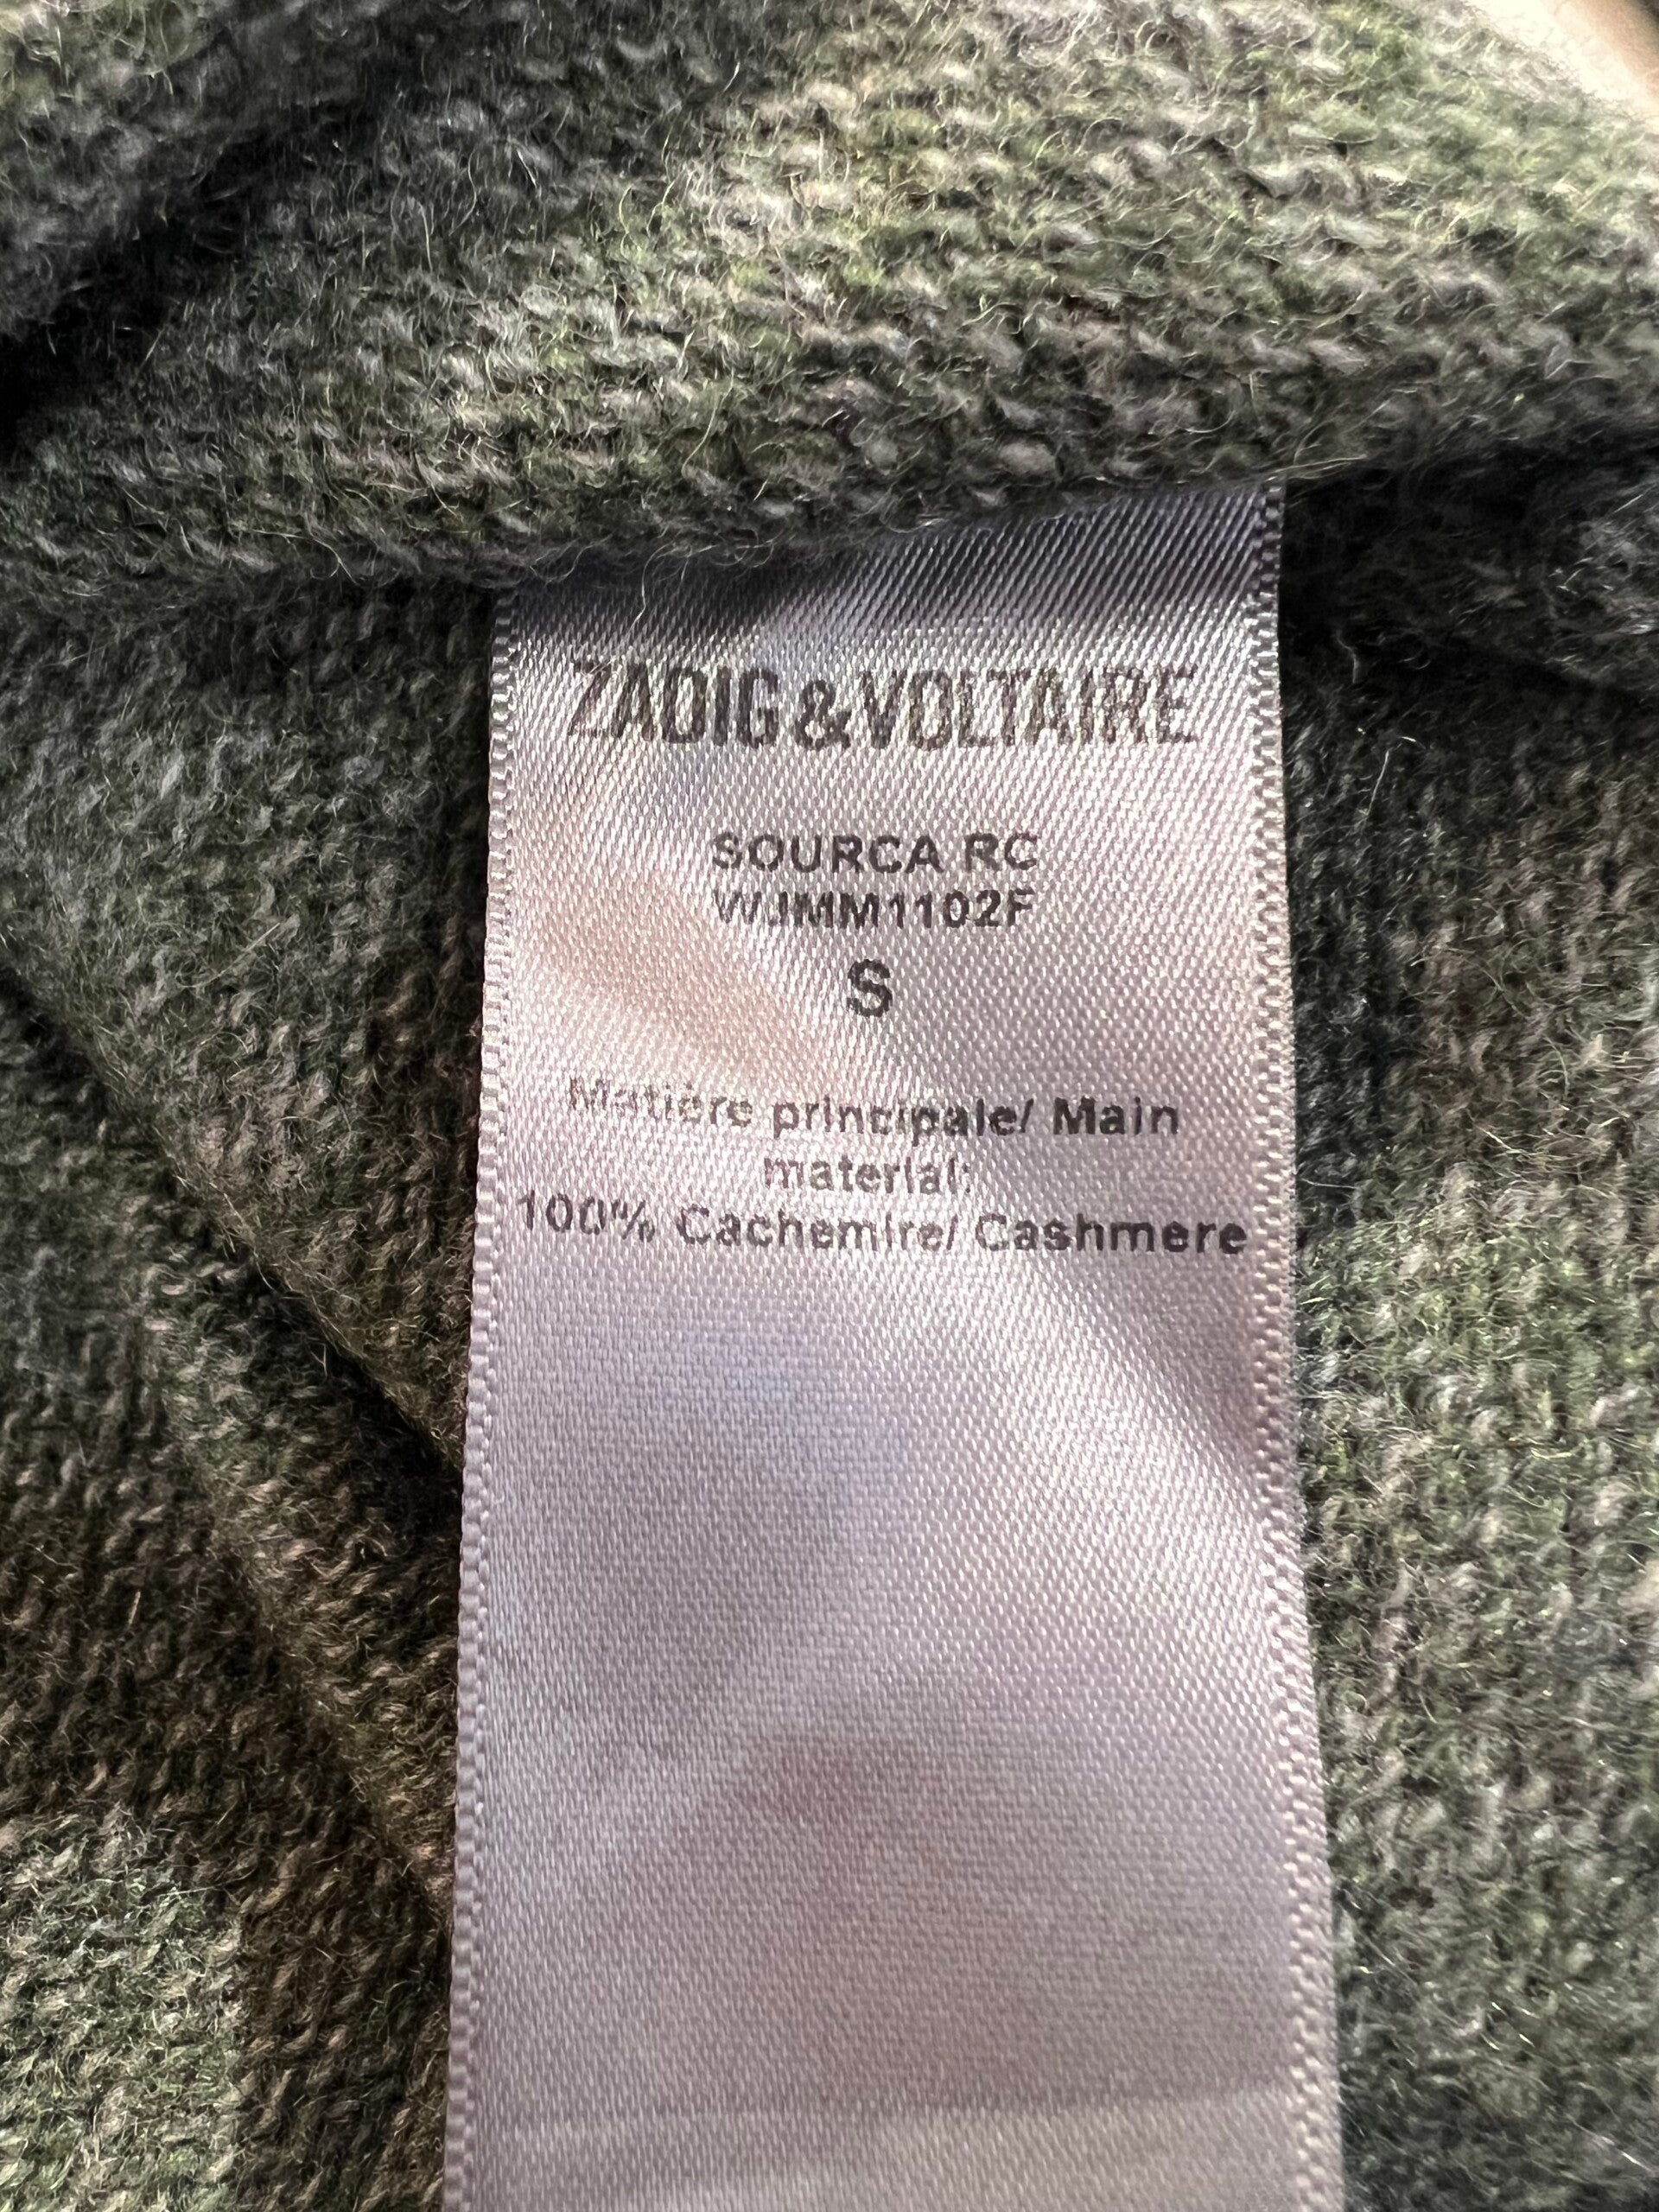 ZADIG&VOLTAIRE
SOURCA RC
WJMM1102F
S
Matière principale/ Main
material:
100% Cachemire/ Cashmere